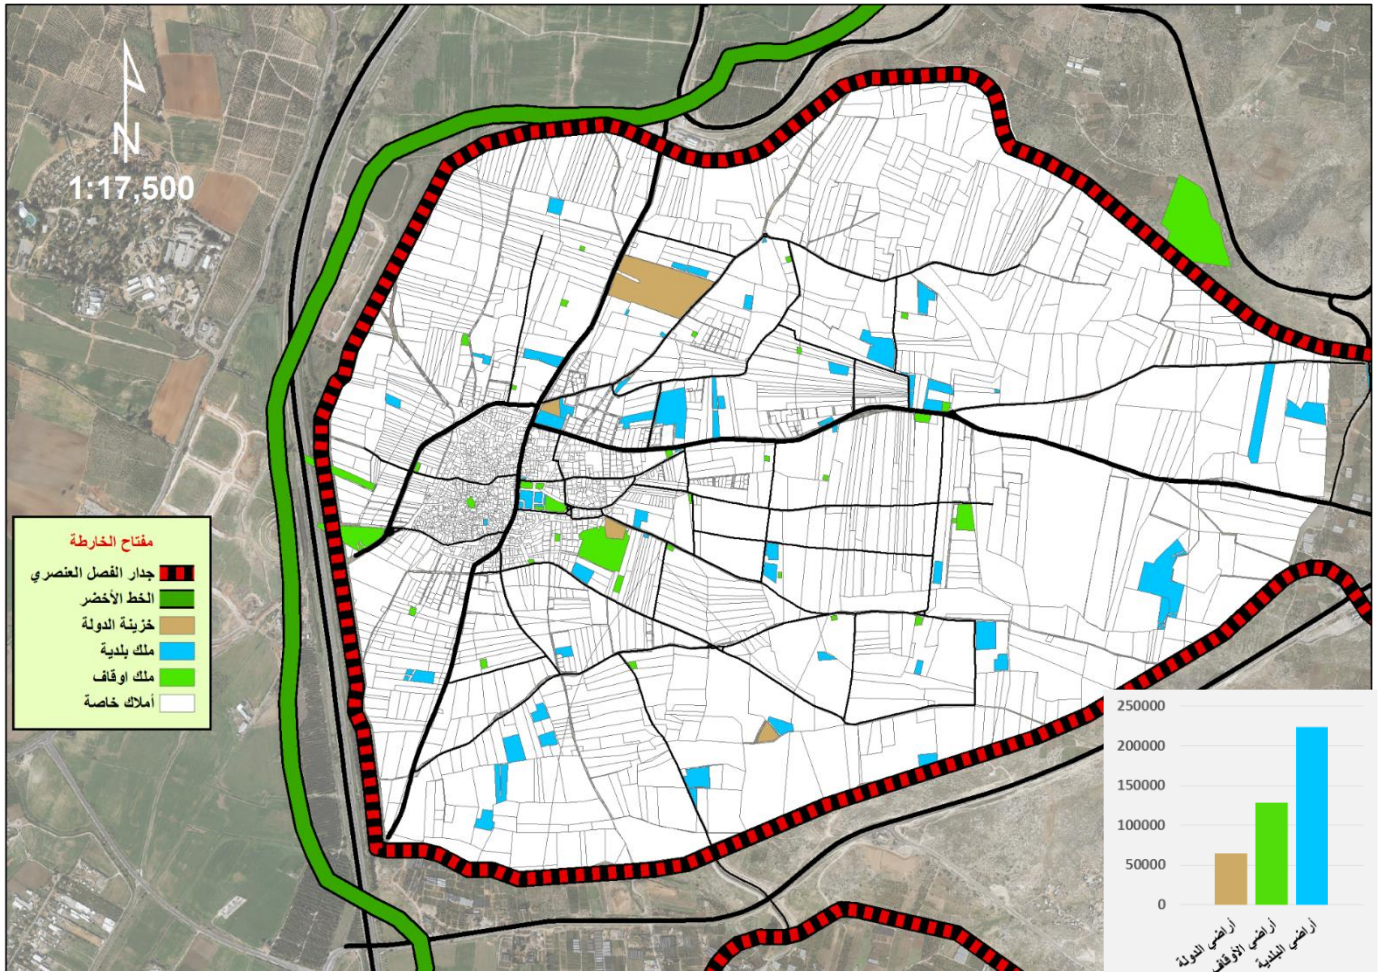 N
1:17,500
مفتاح الخارطة
جدار الفصل العنصري
الخط الأخضر
خزينة الدولة
ملك بلدية
ملك اوقاف
أملاك خاصة
250000
200000
150000
100000
50000
0
أراضي الدولة
أراضي الأوقاف
أراضي البلدية